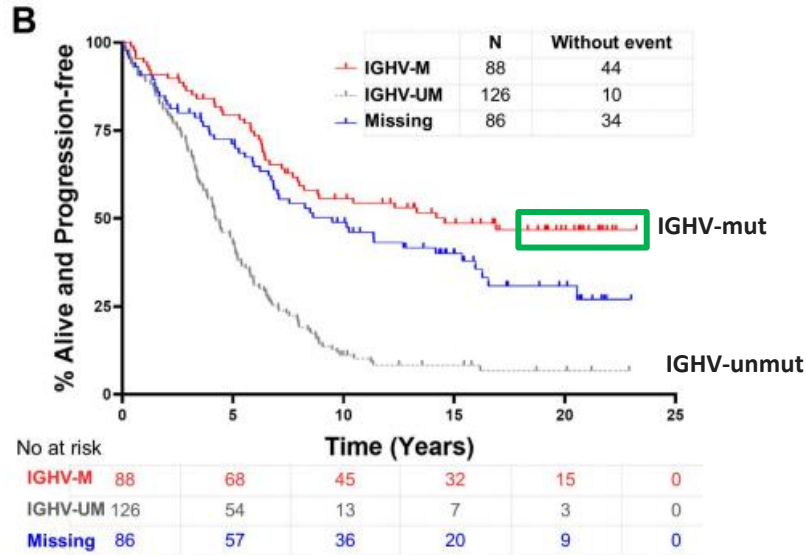 B
N Without event
IGHV-M 88 44
IGHV-UM 126 10
Missing 86 34
% Alive and Progression-free
100
75
50
25
0
IGHV-mut
IGHV-unmut
0 5 10 15 20 25
Time (Years)
No at risk
IGHV-M 88 68 45 32 15 0
IGHV-UM 126 54 13 7 3 0
Missing 86 57 36 20 9 0